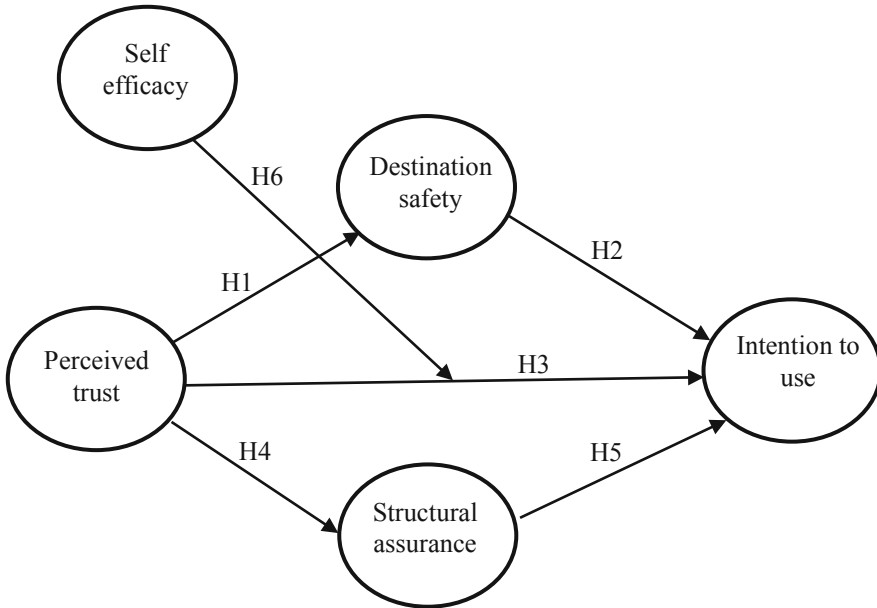 Self
efficacy
H6
Destination
safety
H2
H1
Perceived
trust
H3
Intention to
use
H4
H5
Structural
assurance